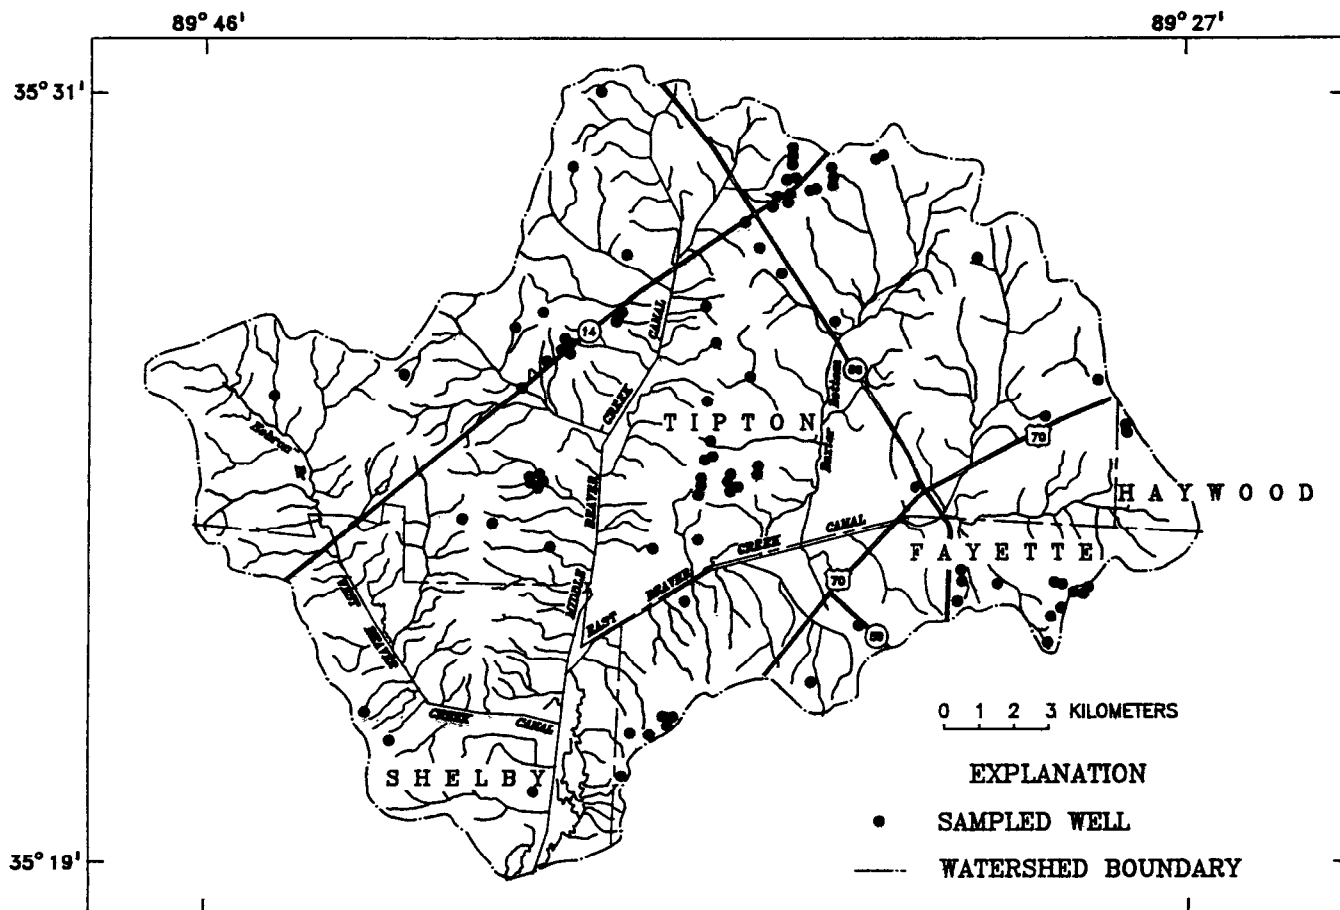 89° 46'
89° 27'
35° 31'
14
CANAL
CREEK
BEAVER
MIDDLE
TIPTON
Baxter Bottom
70
HAYWOOD
FAYETTE
CREEK CANAL
EAST BEAVER
70
59
WEST BEAVER
CREEK CANAL
SHELBY
0 1 2 3 KILOMETERS
EXPLANATION
SAMPLED WELL
WATERSHED BOUNDARY
35° 19'